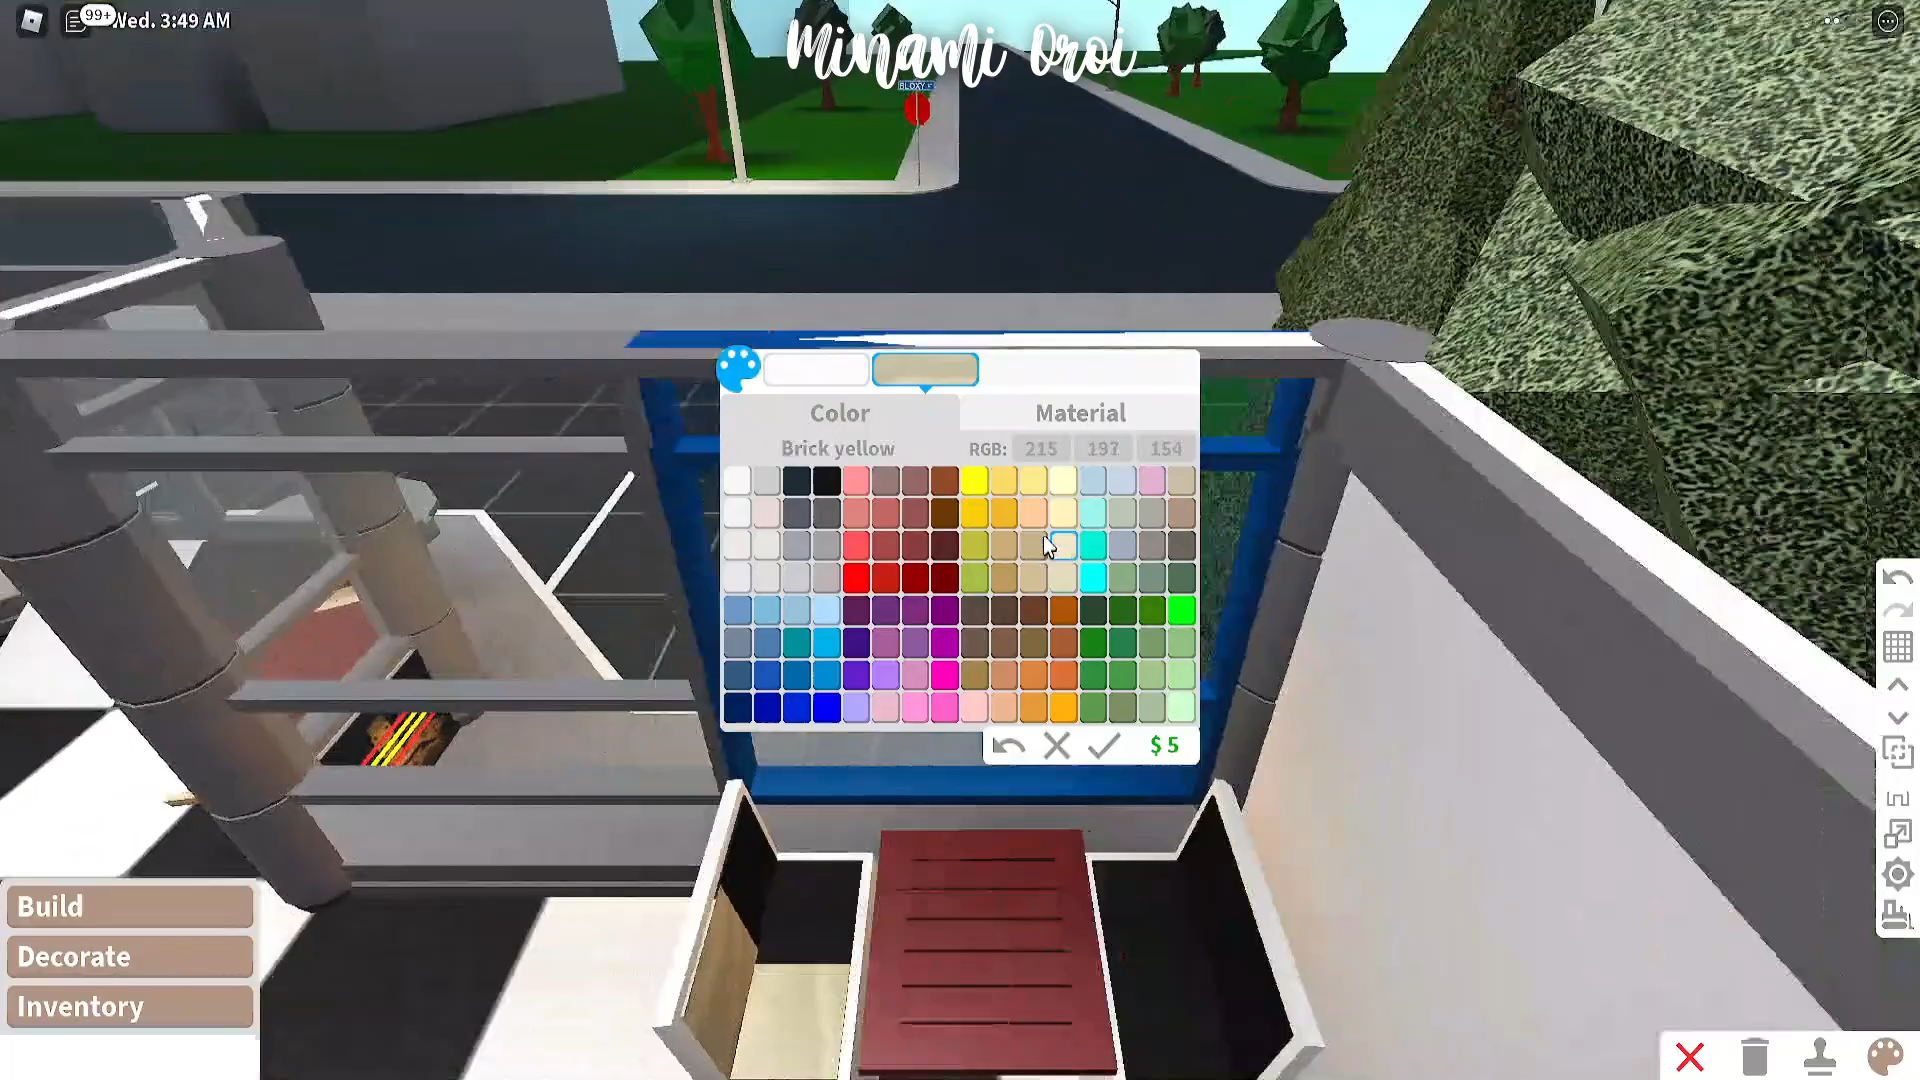 99+
Wed. 3:49 AM
Minami Oroi
BLOXY
Color
Material
Brick yellow
RGB: 215 197 154
$ 5
Build
Decorate
Inventory